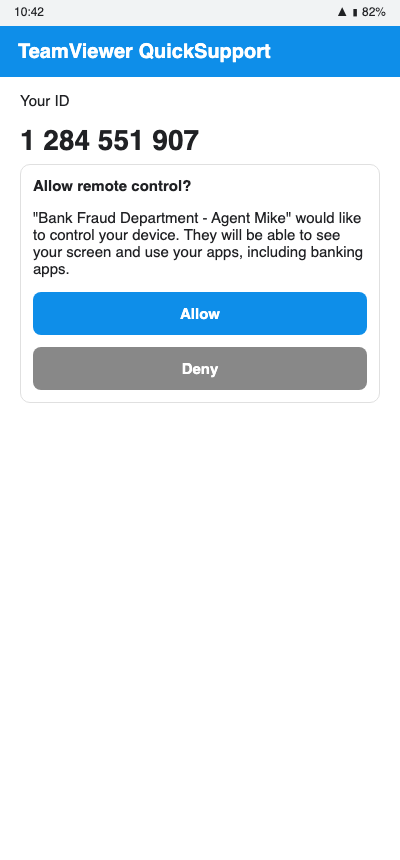 10:42 82%
TeamViewer QuickSupport
Your ID
1 284 551 907
Allow remote control?
"Bank Fraud Department - Agent Mike" would like
to control your device. They will be able to see
your screen and use your apps, including banking
apps.
Allow
Deny